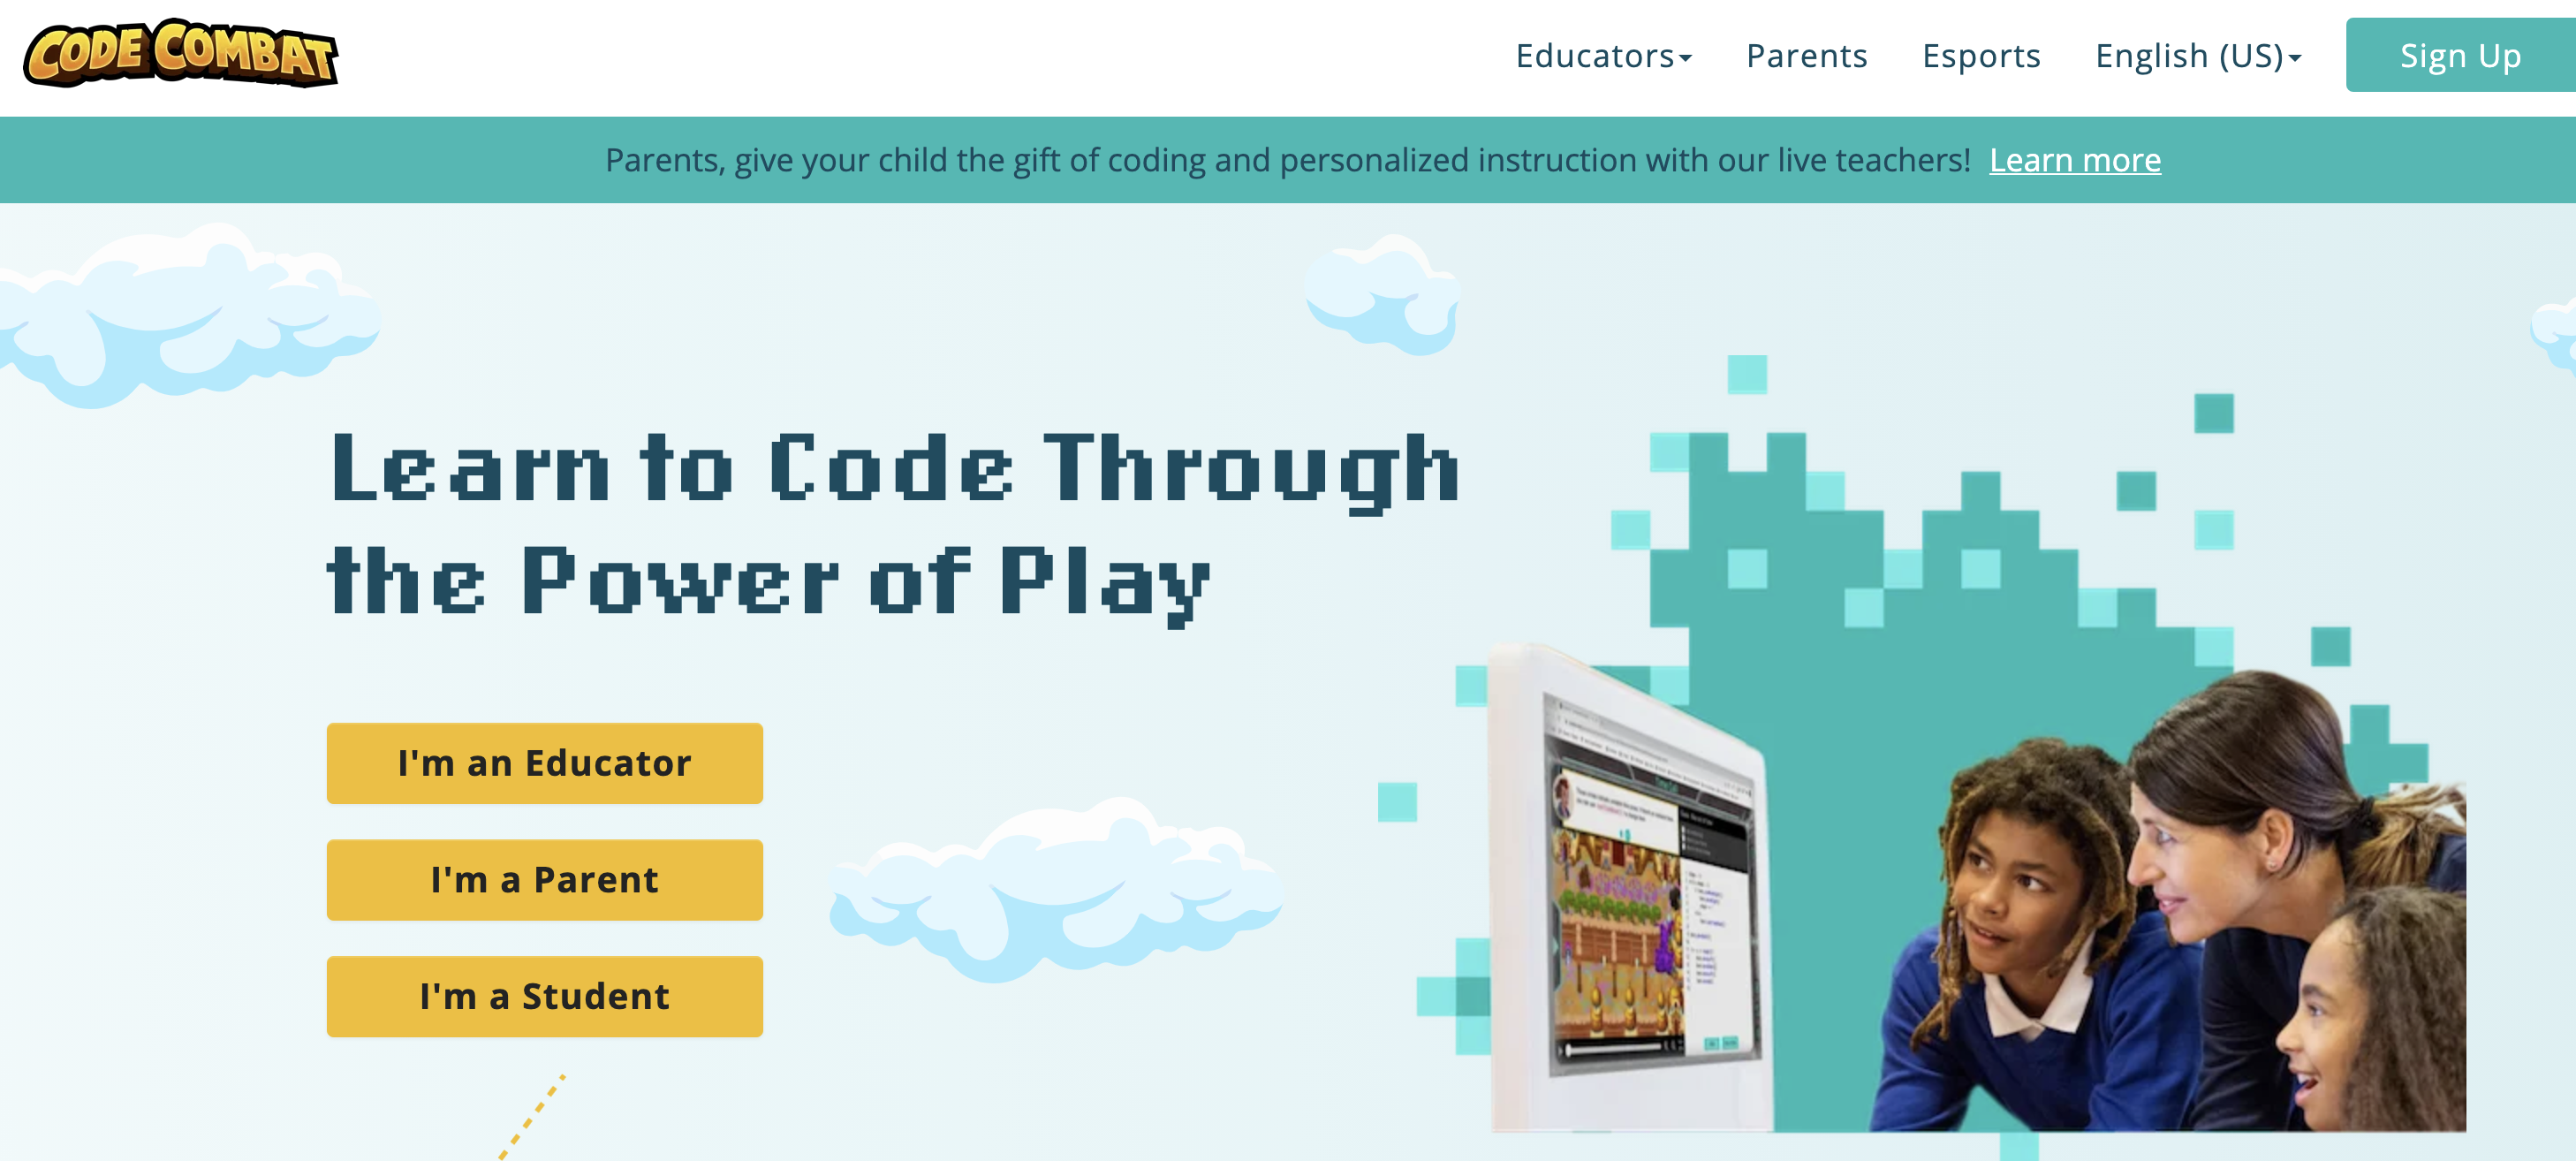 CODE COMBAT
Educators
Parents
Esports
English (US)
Sign Up
Parents, give your child the gift of coding and personalized instruction with our live teachers! Learn more
Learn to Code Through
the Power of Play
I'm an Educator
I'm a Parent
I'm a Student